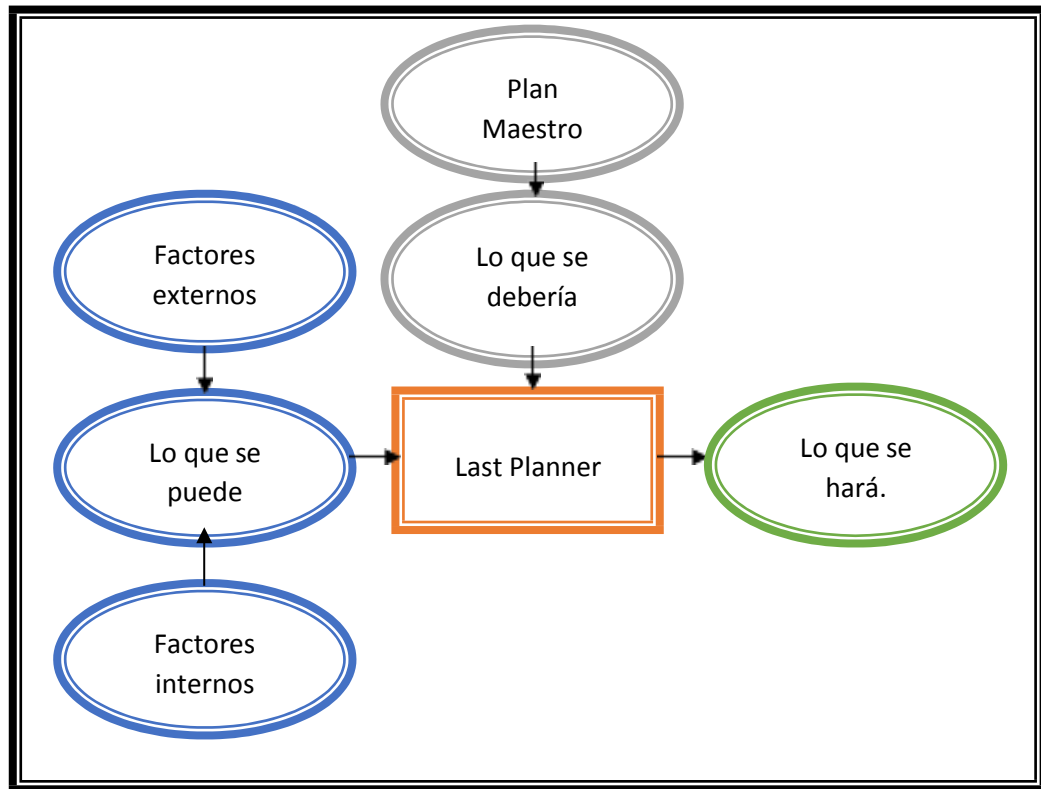 Plan
Maestro
Factores
externos
Lo que se
debería
Lo que se
puede
Last Planner
Lo que se
hará.
Factores
internos